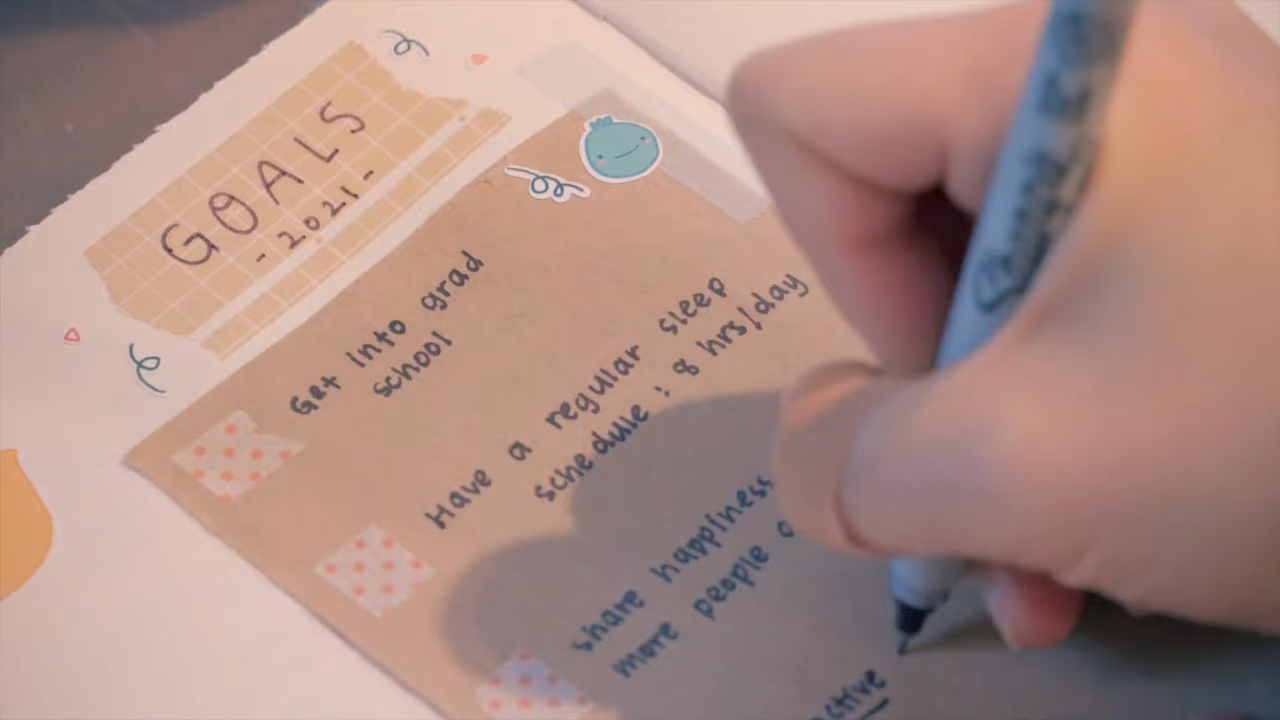 GOALS
- 2021 -
Get into grad
school
Have a regular sleep
schedule : 8 hrs/day
share happiness
more people